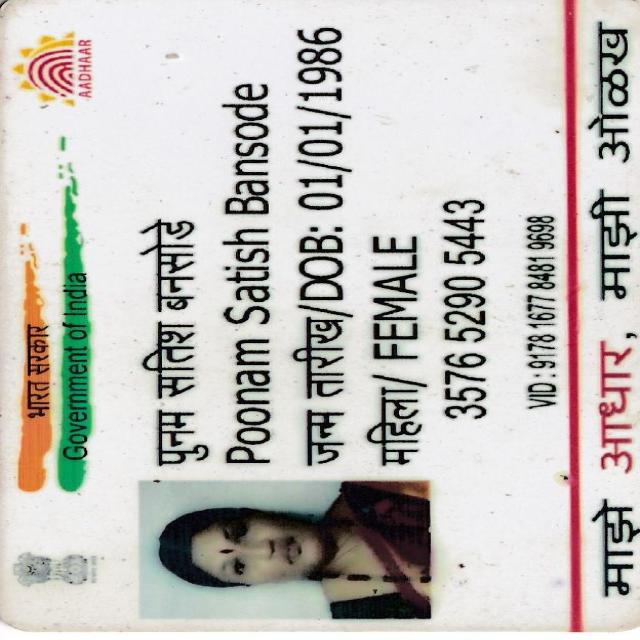 भारत सरकार
Government of India
AADHAAR
पुनम सतिश बनसोडे
Poonam Satish Bansode
जन्म तारीख/DOB: 01/01/1986
महिला/ FEMALE
3576 5290 5443
VID : 9178 1677 8481 9698
माझे आधार, माझी ओळख